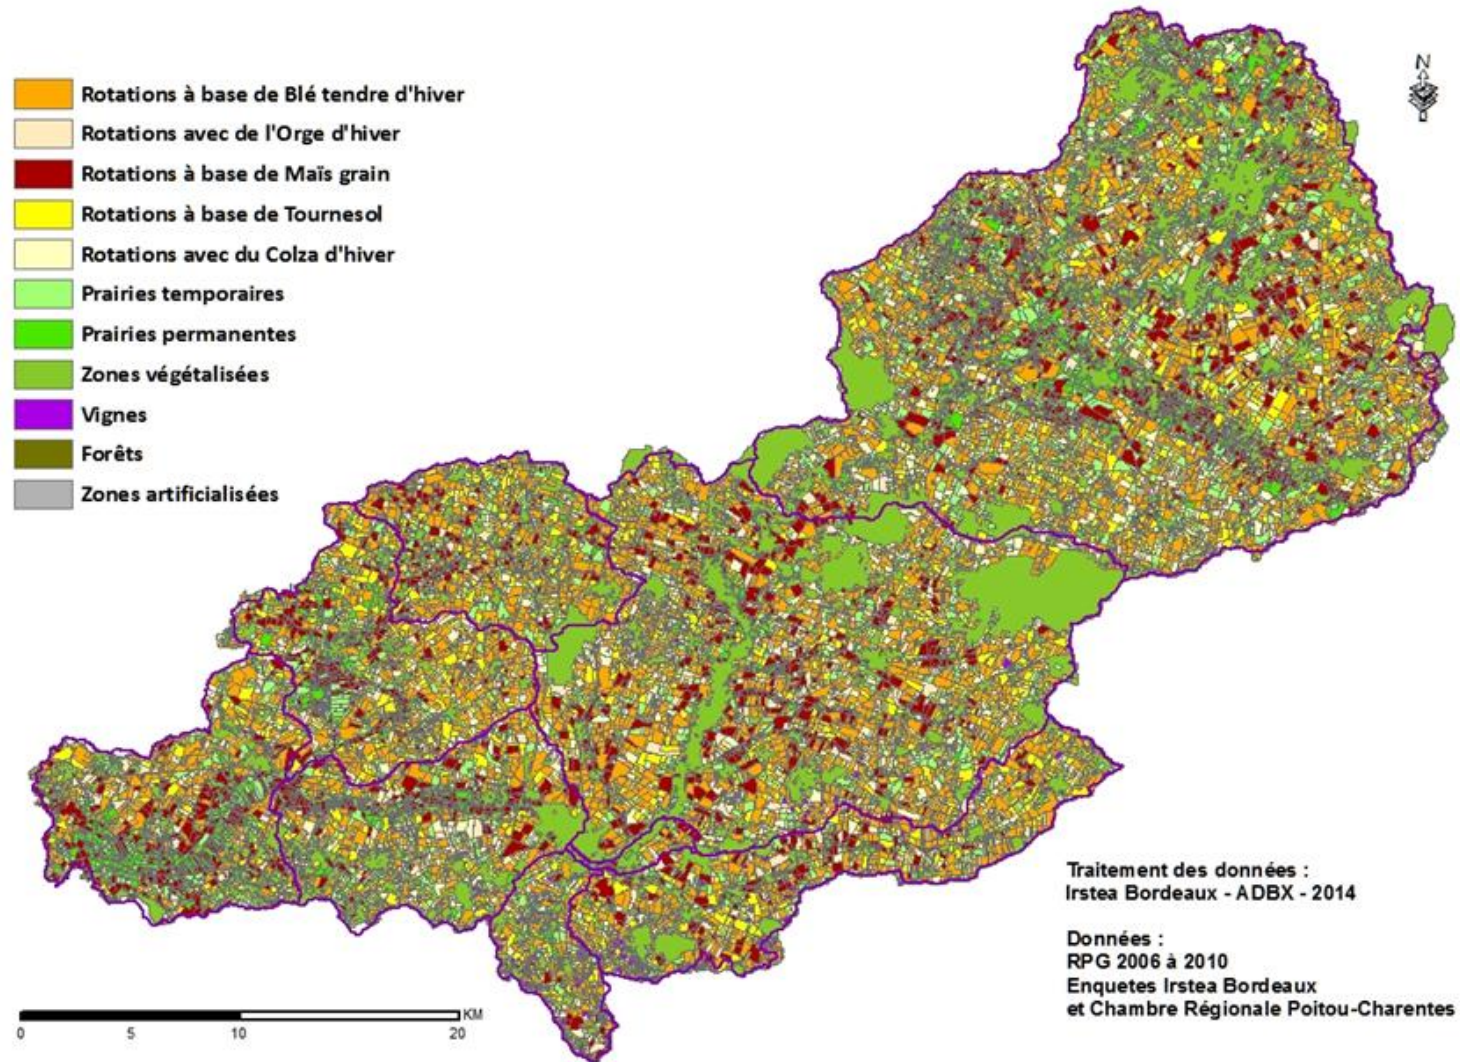 N
Rotations à base de Blé tendre d'hiver
Rotations avec de l'Orge d'hiver
Rotations à base de Maïs grain
Rotations à base de Tournesol
Rotations avec du Colza d'hiver
Prairies temporaires
Prairies permanentes
Zones végétalisées
Vignes
Forêts
Zones artificialisées
Traitement des données :
Irstea Bordeaux - ADBX - 2014
Données :
RPG 2006 à 2010
Enquetes Irstea Bordeaux
et Chambre Régionale Poitou-Charentes
KM
0 5 10 20